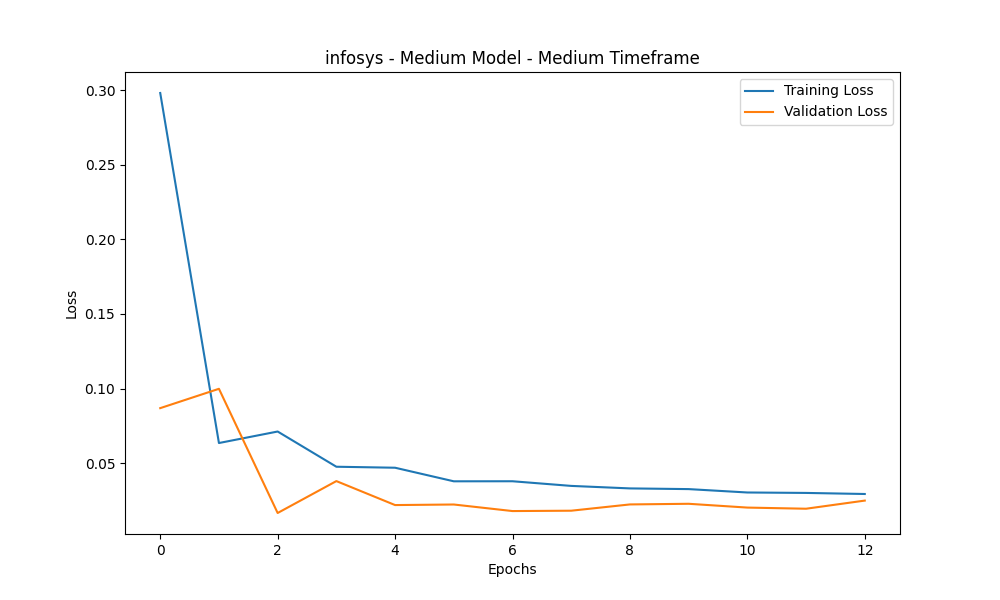 infosys - Medium Model - Medium Timeframe
Training Loss
Validation Loss
0.30
0.25
0.20
0.15
0.10
0.05
Loss
0 2 4 6 8 10 12
Epochs